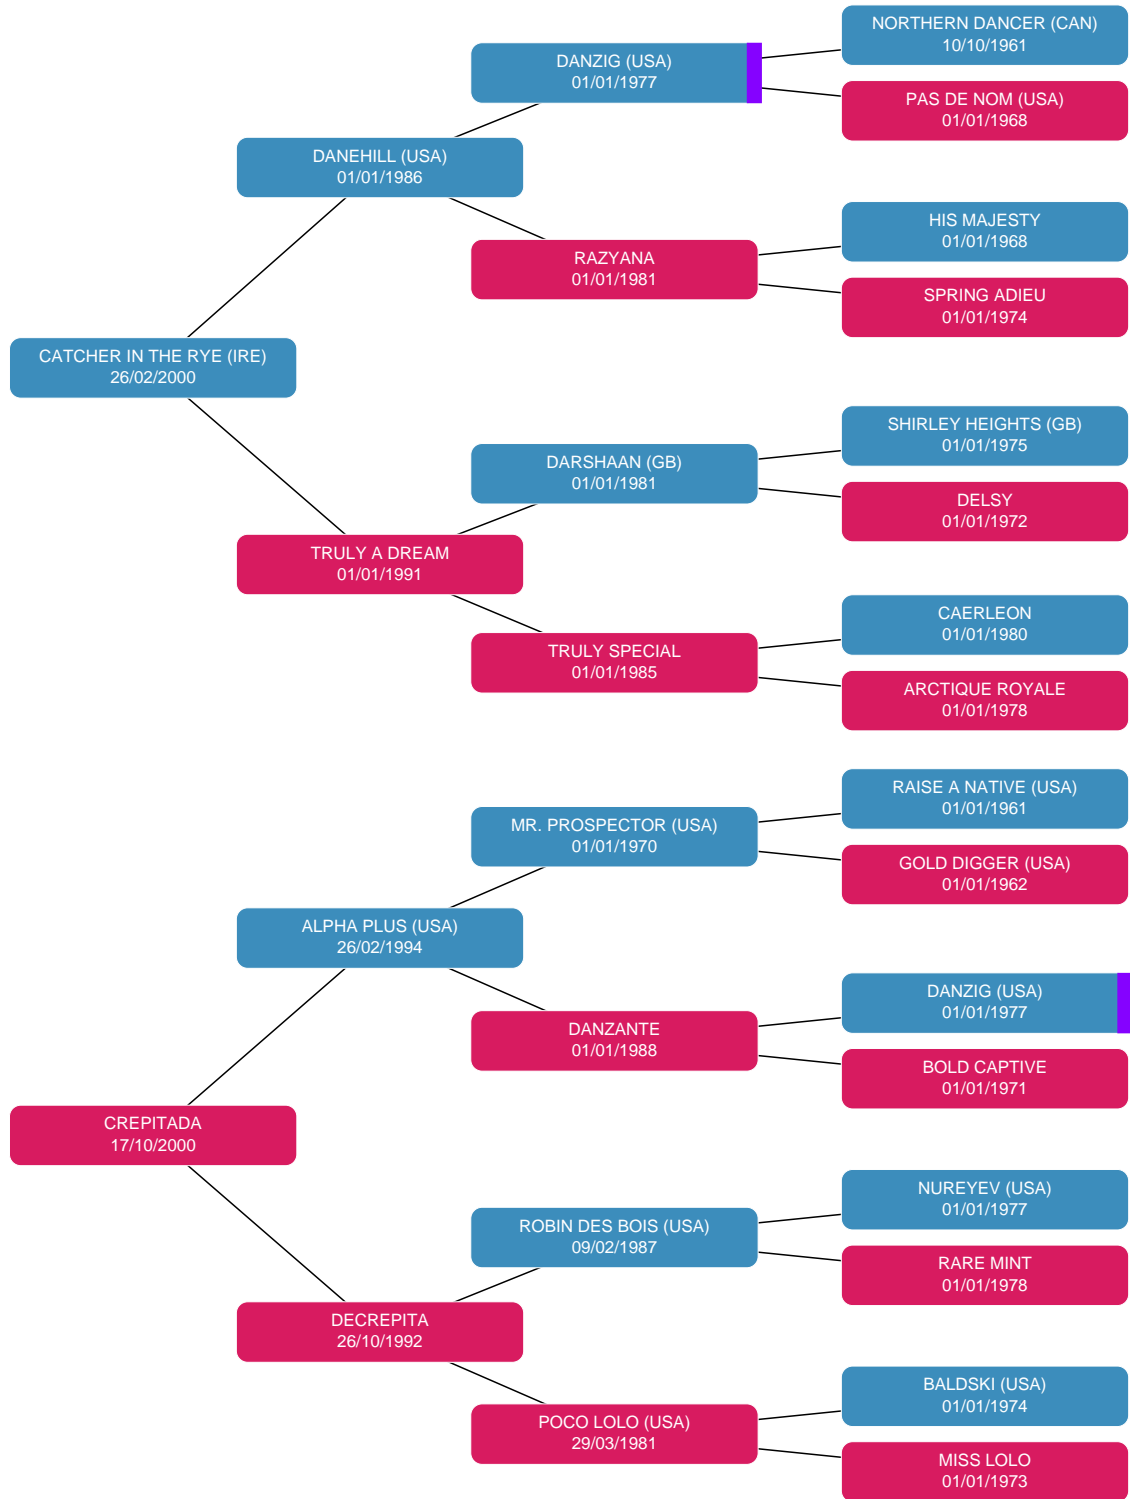 NORTHERN DANCER (CAN)
10/10/1961
DANZIG (USA)
01/01/1977
PAS DE NOM (USA)
01/01/1968
DANEHILL (USA)
01/01/1986
HIS MAJESTY
01/01/1968
RAZYANA
01/01/1981
SPRING ADIEU
01/01/1974
CATCHER IN THE RYE (IRE)
26/02/2000
SHIRLEY HEIGHTS (GB)
01/01/1975
DARSHAAN (GB)
01/01/1981
DELSY
01/01/1972
TRULY A DREAM
01/01/1991
CAERLEON
01/01/1980
TRULY SPECIAL
01/01/1985
ARCTIQUE ROYALE
01/01/1978
RAISE A NATIVE (USA)
01/01/1961
MR. PROSPECTOR (USA)
01/01/1970
GOLD DIGGER (USA)
01/01/1962
ALPHA PLUS (USA)
26/02/1994
DANZIG (USA)
01/01/1977
DANZANTE
01/01/1988
BOLD CAPTIVE
01/01/1971
CREPITADA
17/10/2000
NUREYEV (USA)
01/01/1977
ROBIN DES BOIS (USA)
09/02/1987
RARE MINT
01/01/1978
DECREPITA
26/10/1992
BALDSKI (USA)
01/01/1974
POCO LOLO (USA)
29/03/1981
MISS LOLO
01/01/1973